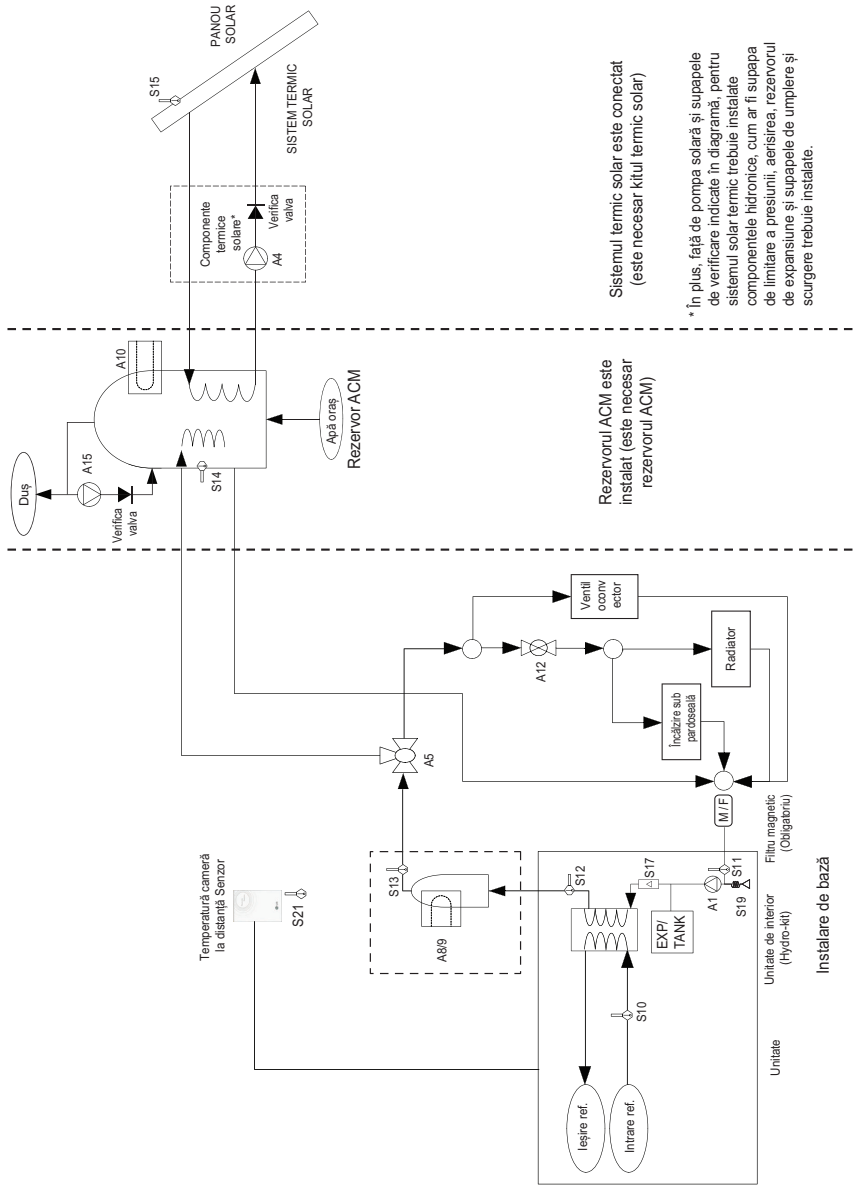 PANOU
SOLAR
S15
SISTEM TERMIC
SOLAR
Componente
termice
solare*
Verifica
valva
A4
Sistemul termic solar este conectat
(este necesar kitul termic solar)
* În plus, față de pompa solară și supapele
de verificare indicate în diagramă, pentru
sistemul solar termic trebuie instalate
componentele hidronice, cum ar fi supapa
de limitare a presiunii, aerisirea, rezervorul
de expansiune și supapele de umplere și
scurgere trebuie instalate.
A10
Duș
A15
Verifica
valva
S14
Apă oraș
Rezervor ACM
Rezervorul ACM este
instalat (este necesar
rezervorul ACM)
Temperatură cameră
la distanță Senzor
S21
S13
A8/9
A5
A12
Ventil
oconv
ector
Radiator
Încălzire sub
pardoseală
M / F
Filtru magnetic
(Obligatoriu)
S12
S17
S11
A1
S19
EXP/
TANK
S10
Ieșire ref.
Intrare ref.
Unitate
Unitate de interior
(Hydro-kit)
Instalare de bază